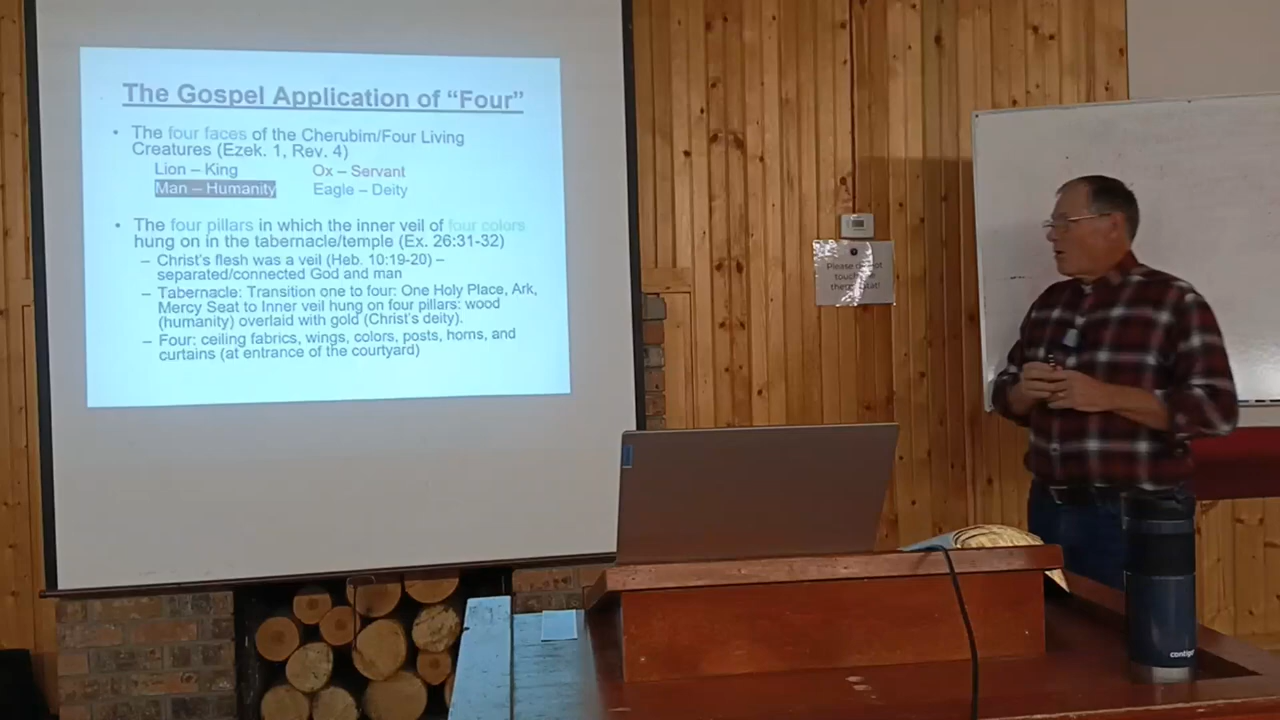 The Gospel Application of “Four”
• The four faces of the Cherubim/Four Living
Creatures (Ezek. 1, Rev. 4)
Lion – King Ox – Servant
Man – Humanity Eagle – Deity
• The four pillars in which the inner veil of four colors
hung on in the tabernacle/temple (Ex. 26:31-32)
– Christ's flesh was a veil (Heb. 10:19-20) –
separated/connected God and man
– Tabernacle: Transition one to four: One Holy Place, Ark,
Mercy Seat to Inner veil hung on four pillars: wood
(humanity) overlaid with gold (Christ's deity).
– Four: ceiling fabrics, wings, colors, posts, horns, and
curtains (at entrance of the courtyard)
Please do not
touch the
thermostat!
contigo